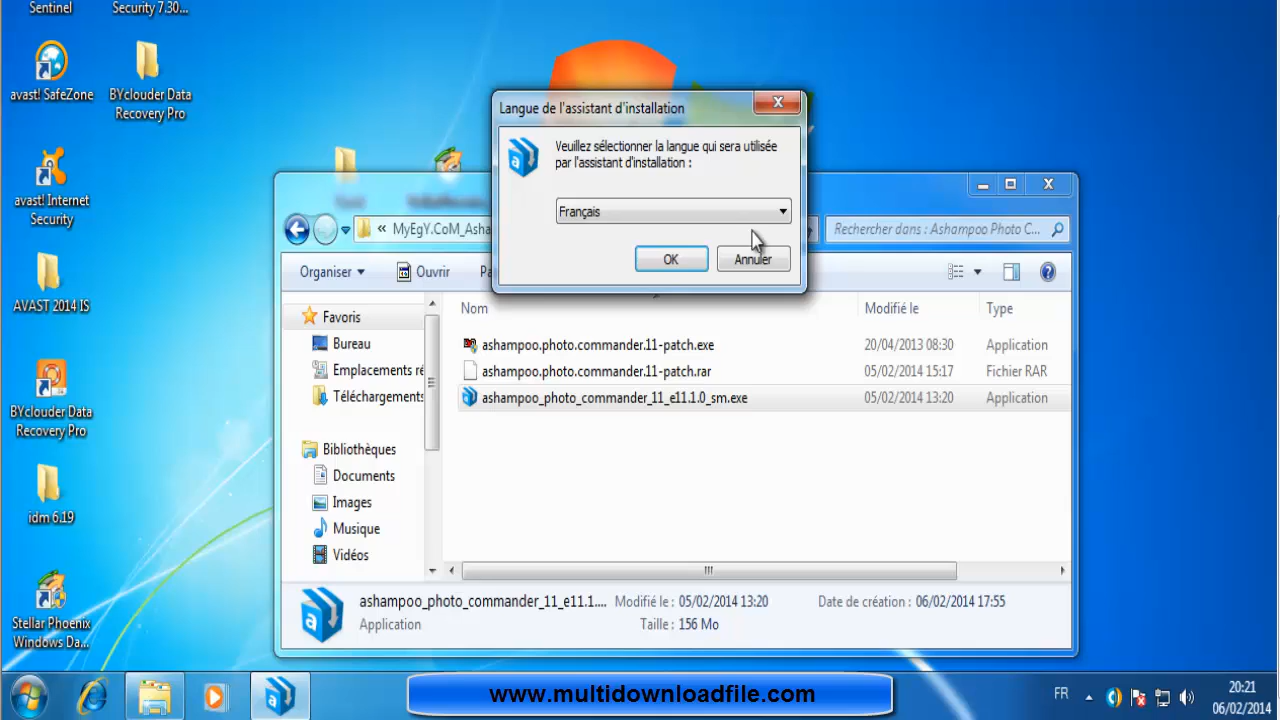 Sentinel
Security 7.30...
avast! SafeZone
BYclouder Data
Recovery Pro
avast! Internet
Security
AVAST 2014 IS
BYclouder Data
Recovery Pro
idm 6.19
Stellar Phoenix
Windows Da...
Langue de l'assistant d'installation
Veuillez sélectionner la langue qui sera utilisée
par l'assistant d'installation :
Français
OK
Annuler
« MyEgY.CoM_Asha
Rechercher dans : Ashampoo Photo C...
Organiser
Ouvrir
Pa
Favoris
Bureau
Emplacements ré
Téléchargements
Bibliothèques
Documents
Images
Musique
Vidéos
Nom
Modifié le
Type
ashampoo.photo.commander.11-patch.exe
20/04/2013 08:30
Application
ashampoo.photo.commander.11-patch.rar
05/02/2014 15:17
Fichier RAR
ashampoo_photo_commander_11_e11.1.0_sm.exe
05/02/2014 13:20
Application
ashampoo_photo_commander_11_e11.1....
Modifié le : 05/02/2014 13:20
Date de création : 06/02/2014 17:55
Application
Taille : 156 Mo
www.multidownloadfile.com
FR
20:21
06/02/2014